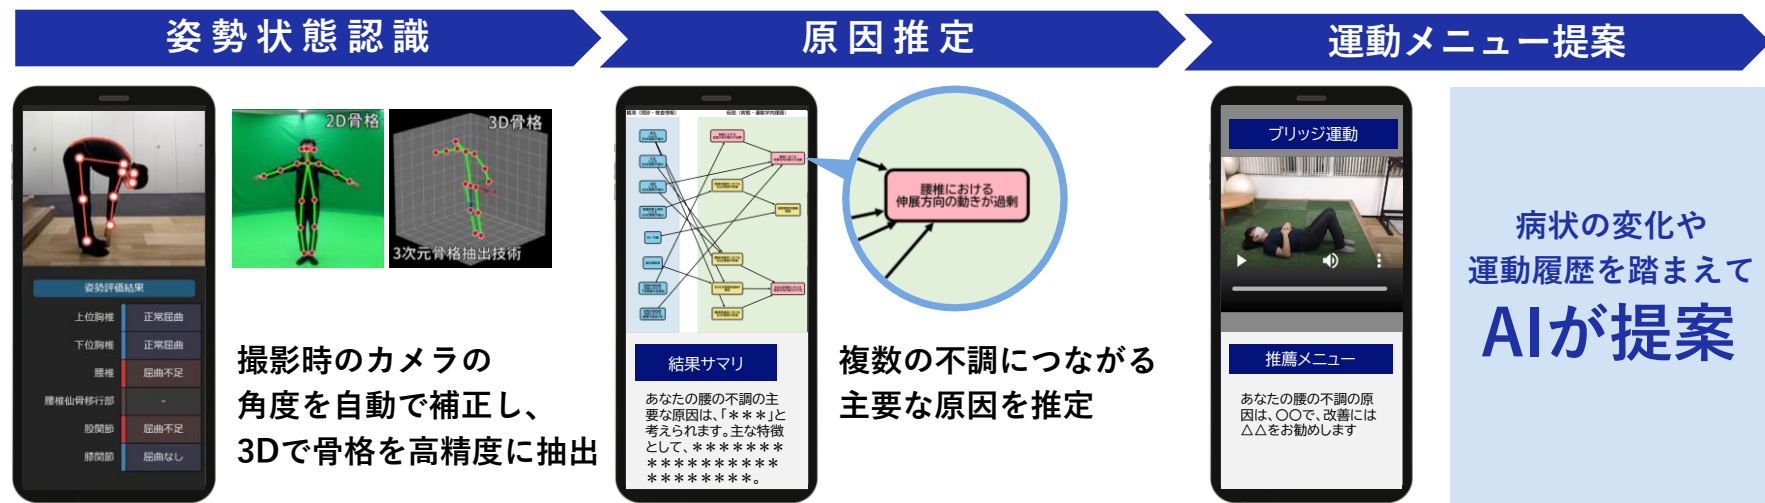 姿勢状態認識
原因推定
運動メニュー提案
2D骨格
3D骨格
3次元骨格抽出技術
姿勢評価結果
上位胸椎 正常屈曲
下位胸椎 正常屈曲
腰椎 屈曲不足
腰椎仙骨移行部 -
股関節 屈曲不足
膝関節 屈曲なし
撮影時のカメラの
角度を自動で補正し、
3Dで骨格を高精度に抽出
腰椎における
伸展方向の動きが過剰
結果サマリ
あなたの腰の不調の主
要な原因は、「＊＊＊」と
考えられます。主な特徴
として、＊＊＊＊＊＊＊
＊＊＊＊＊＊＊＊＊＊
＊＊＊＊＊＊＊＊。
複数の不調につながる
主要な原因を推定
ブリッジ運動
推薦メニュー
あなたの腰の不調の原
因は、〇〇で、改善には
△△をお勧めします
病状の変化や
運動履歴を踏まえて
AIが提案